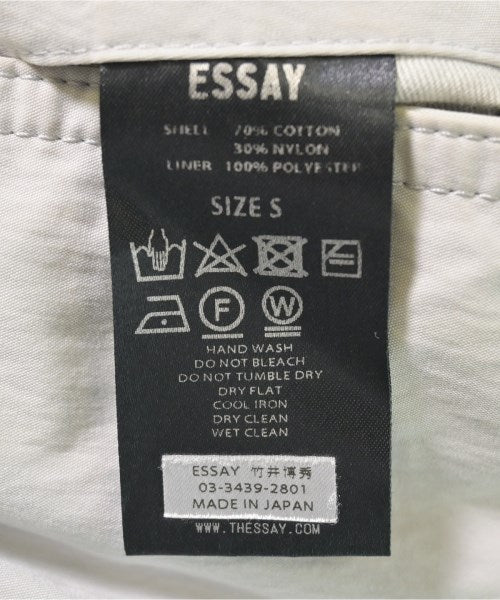 ESSAY
SHELL 70% COTTON
30% NYLON
LINER 100% POLYESTER
SIZE S
F W
HAND WASH
DO NOT BLEACH
DO NOT TUMBLE DRY
DRY FLAT
COOL IRON
DRY CLEAN
WET CLEAN
ESSAY 竹井博秀
03-3439-2801
MADE IN JAPAN
WWW.THESSAY.COM